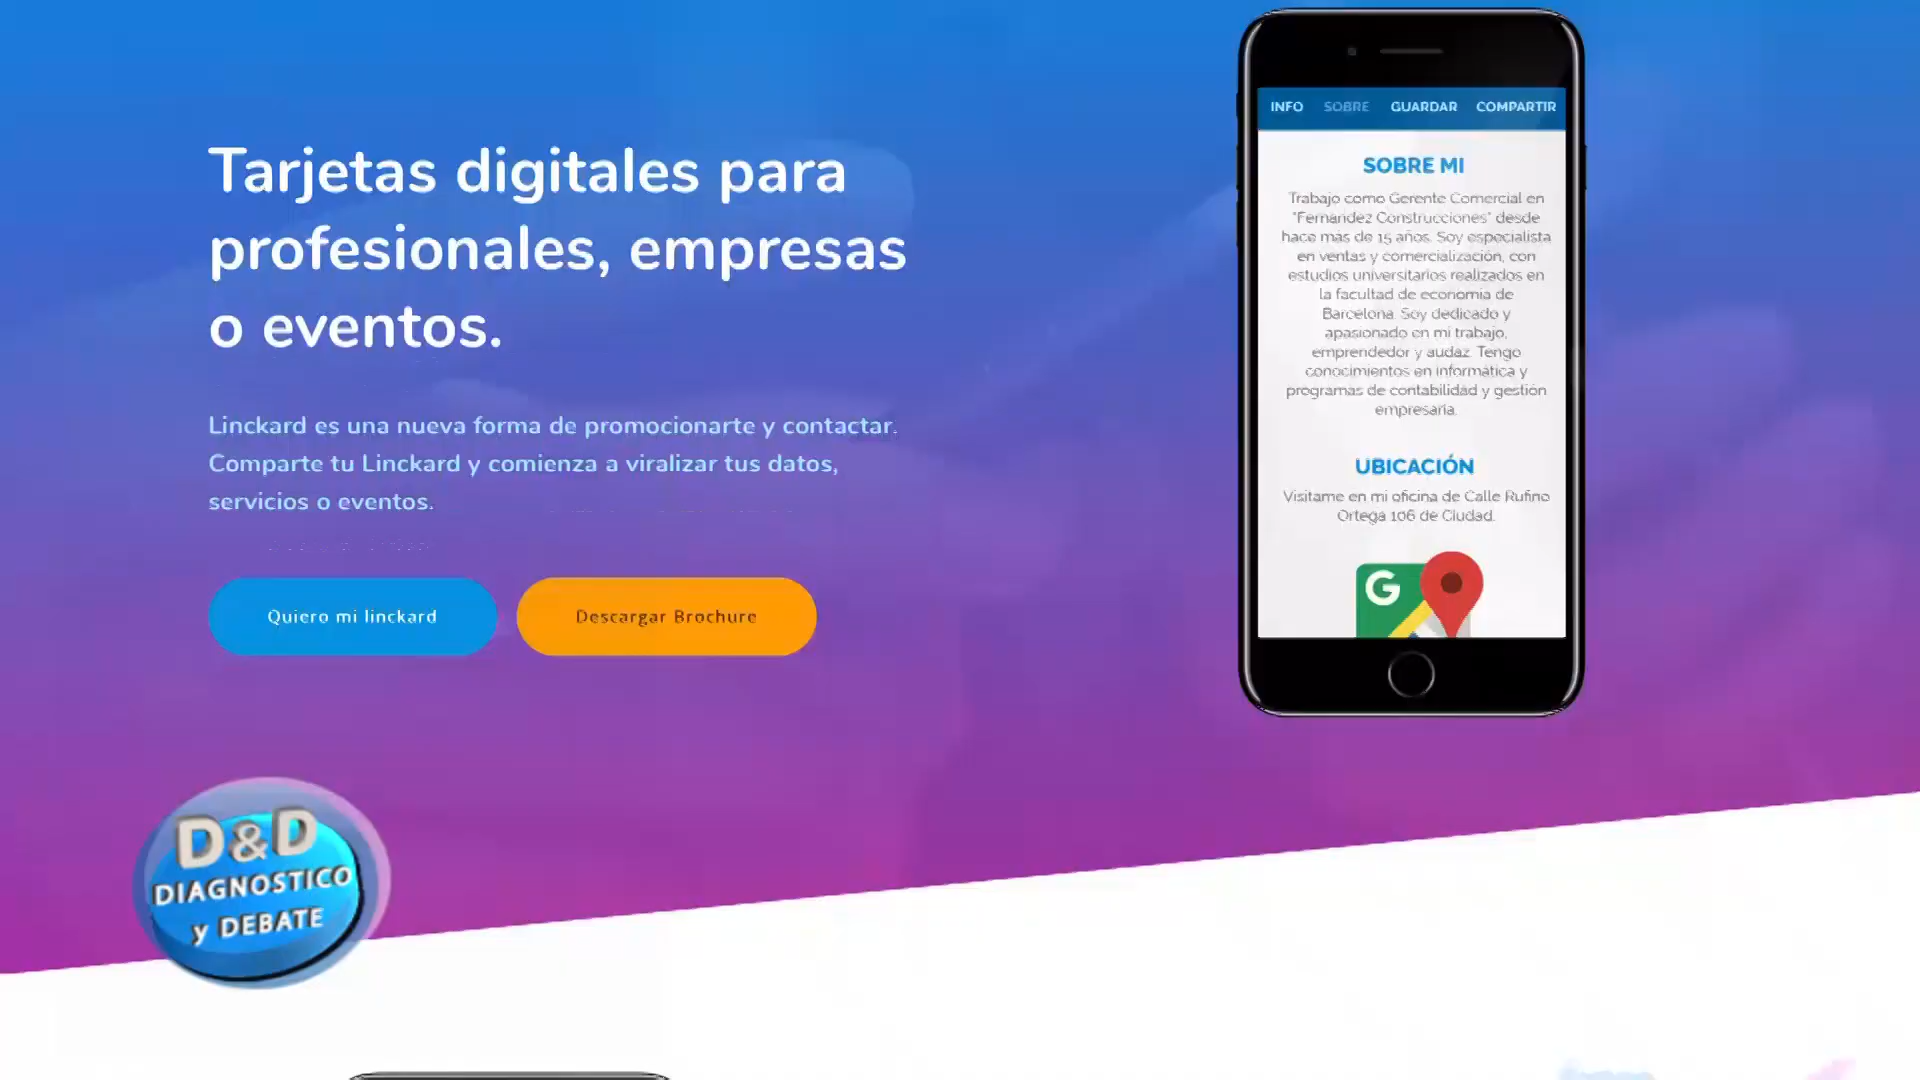 Tarjetas digitales para
profesionales, empresas
o eventos.
Linckard es una nueva forma de promocionarte y contactar.
Comparte tu Linckard y comienza a viralizar tus datos,
servicios o eventos.
Quiero mi linckard
Descargar Brochure
INFO SOBRE GUARDAR COMPARTIR
SOBRE MI
Trabajo como Gerente Comercial en
"Fernandez Construcciones" desde
hace mas de 15 años. Soy especialista
en ventas y comercialización, con
estudios universitarios realizados en
la facultad de economia de
Barcelona. Soy dedicado y
apasionado en mi trabajo,
emprendedor y audaz. Tengo
conocimientos en informática y
programas de contabilidad y gestión
empresaria.
UBICACIÓN
Visitame en mi oficina de Calle Rufino
Ortega 106 de Ciudad.
G
D&D
DIAGNOSTICO
y DEBATE